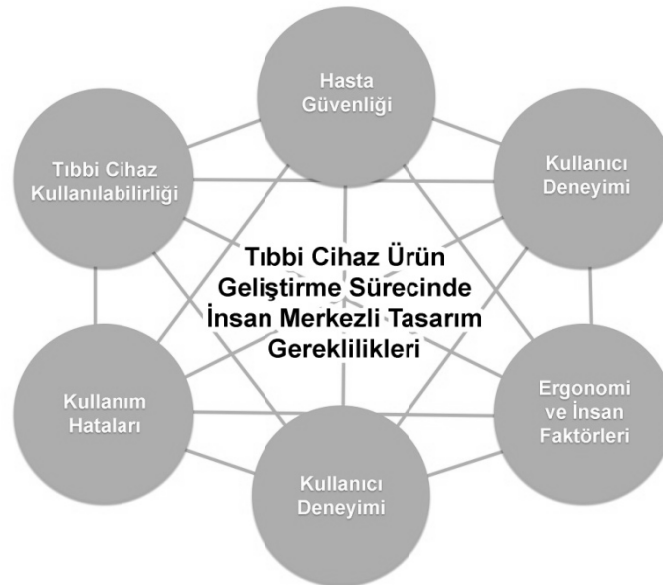 Hasta
Güvenliği
Tıbbi Cihaz
Kullanılabilirliği
Kullanıcı
Deneyimi
Tıbbi Cihaz Ürün
Geliştirme Sürecinde
İnsan Merkezli Tasarım
Gereklilikleri
Kullanım
Hataları
Ergonomi
ve İnsan
Faktörleri
Kullanıcı
Deneyimi